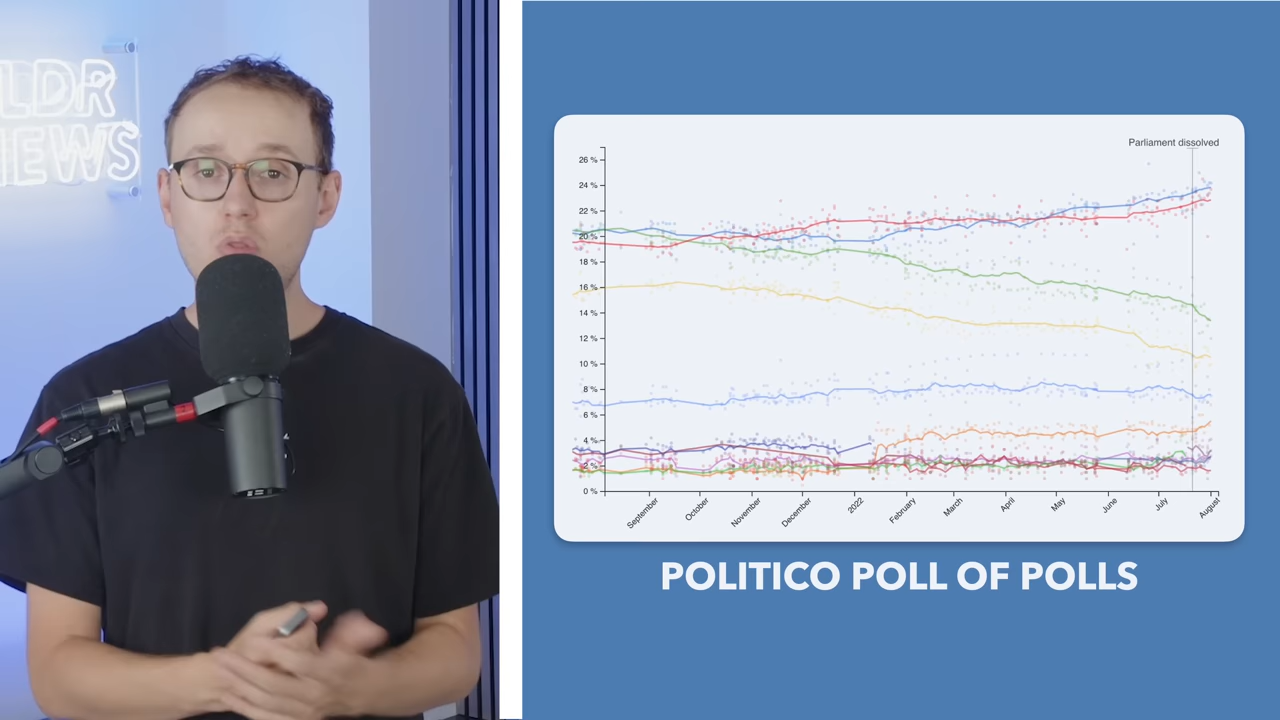 LDR
NEWS
Parliament dissolved
26 %
24 %
22 %
20 %
18 %
16 %
14 %
12 %
10 %
8 %
6 %
4 %
2 %
0 %
September
October
November
December
2022
February
March
April
May
June
July
August
POLITICO POLL OF POLLS